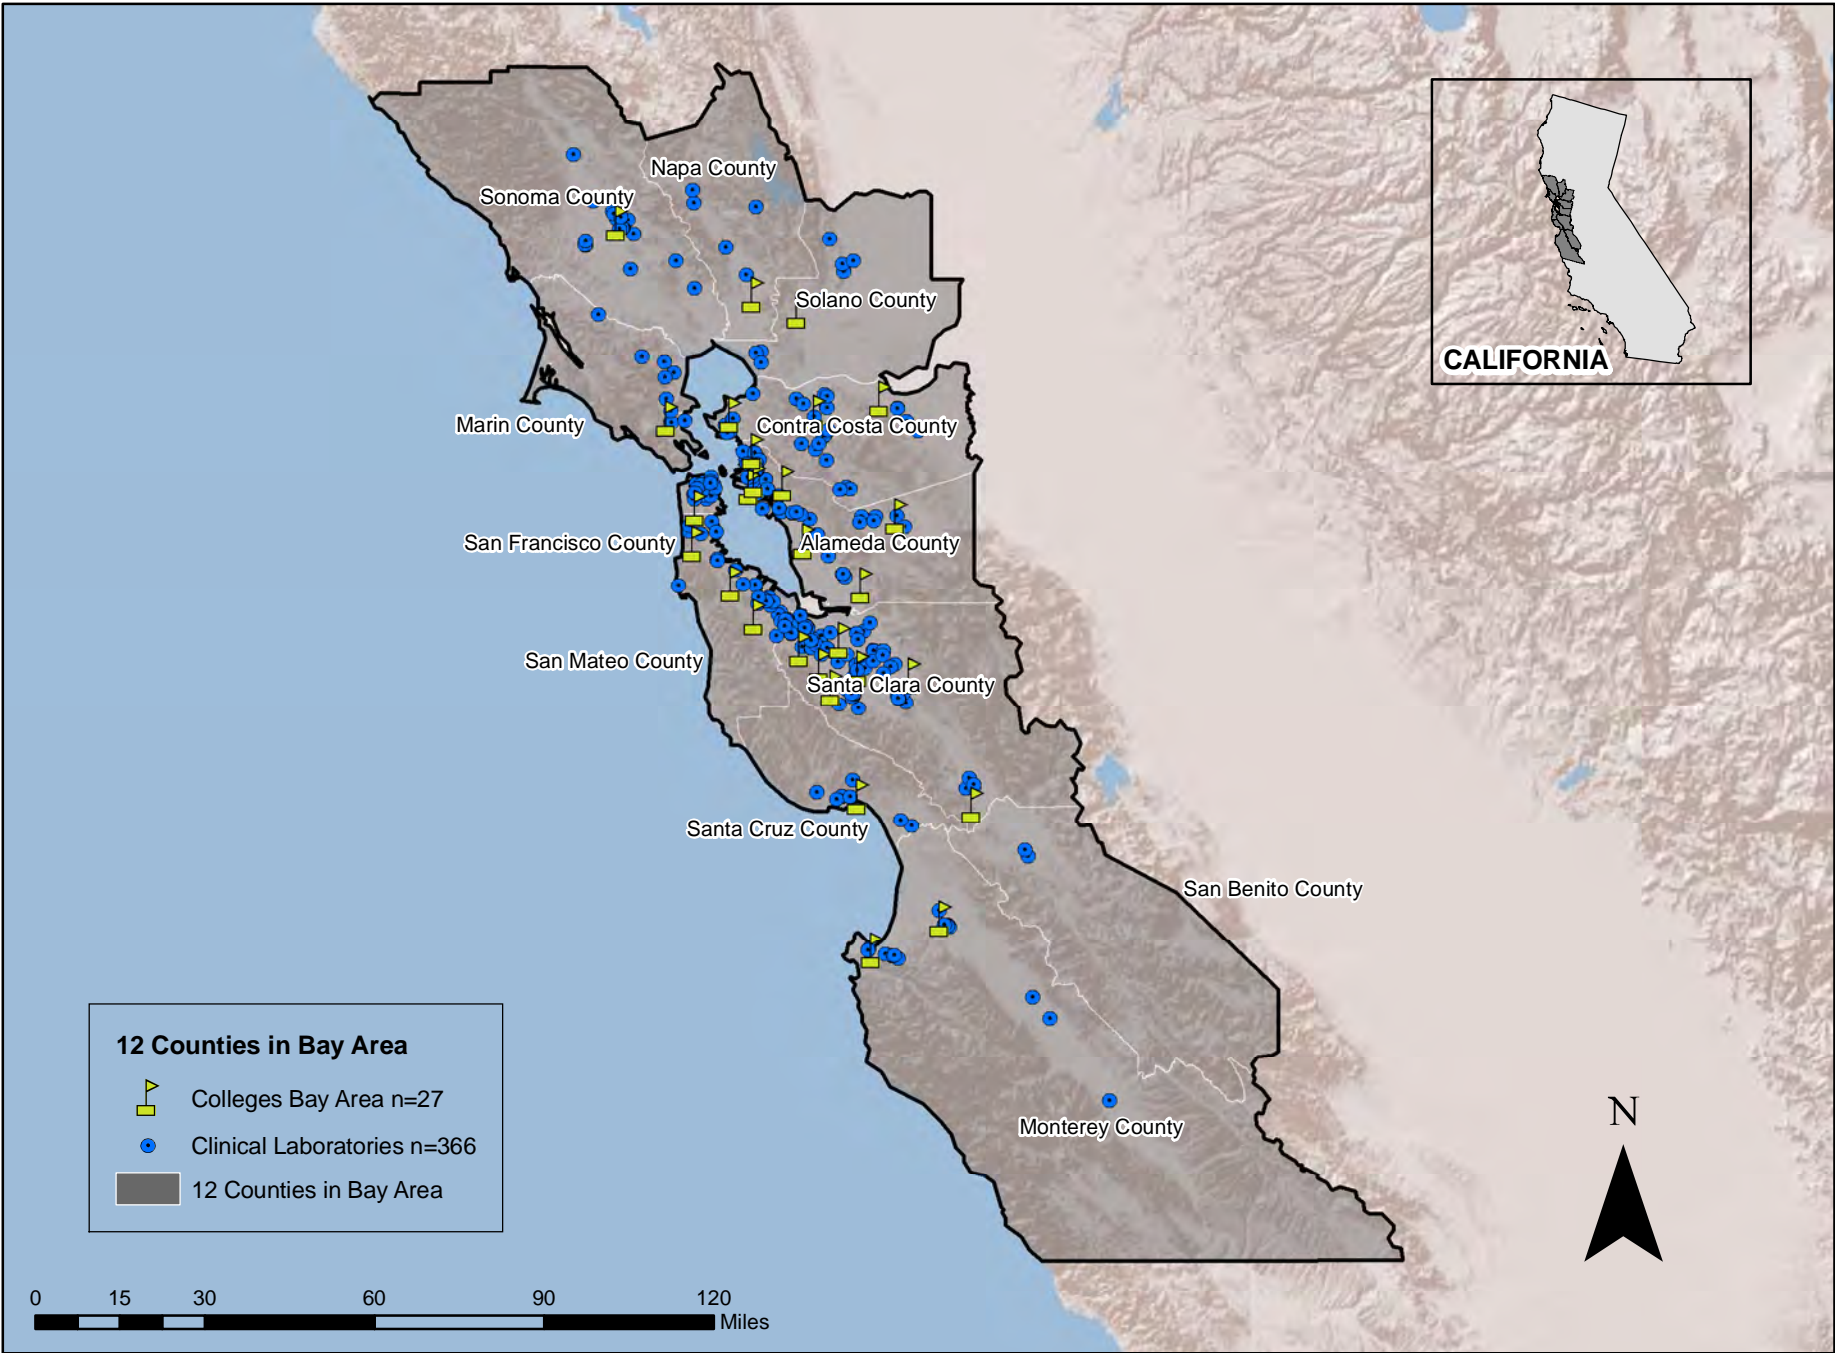 Napa County
Sonoma County
Solano County
CALIFORNIA
Marin County
Contra Costa County
San Francisco County
Alameda County
San Mateo County
Santa Clara County
Santa Cruz County
San Benito County
Monterey County
12 Counties in Bay Area
Colleges Bay Area n=27
Clinical Laboratories n=366
12 Counties in Bay Area
N
0 15 30 60 90 120
Miles